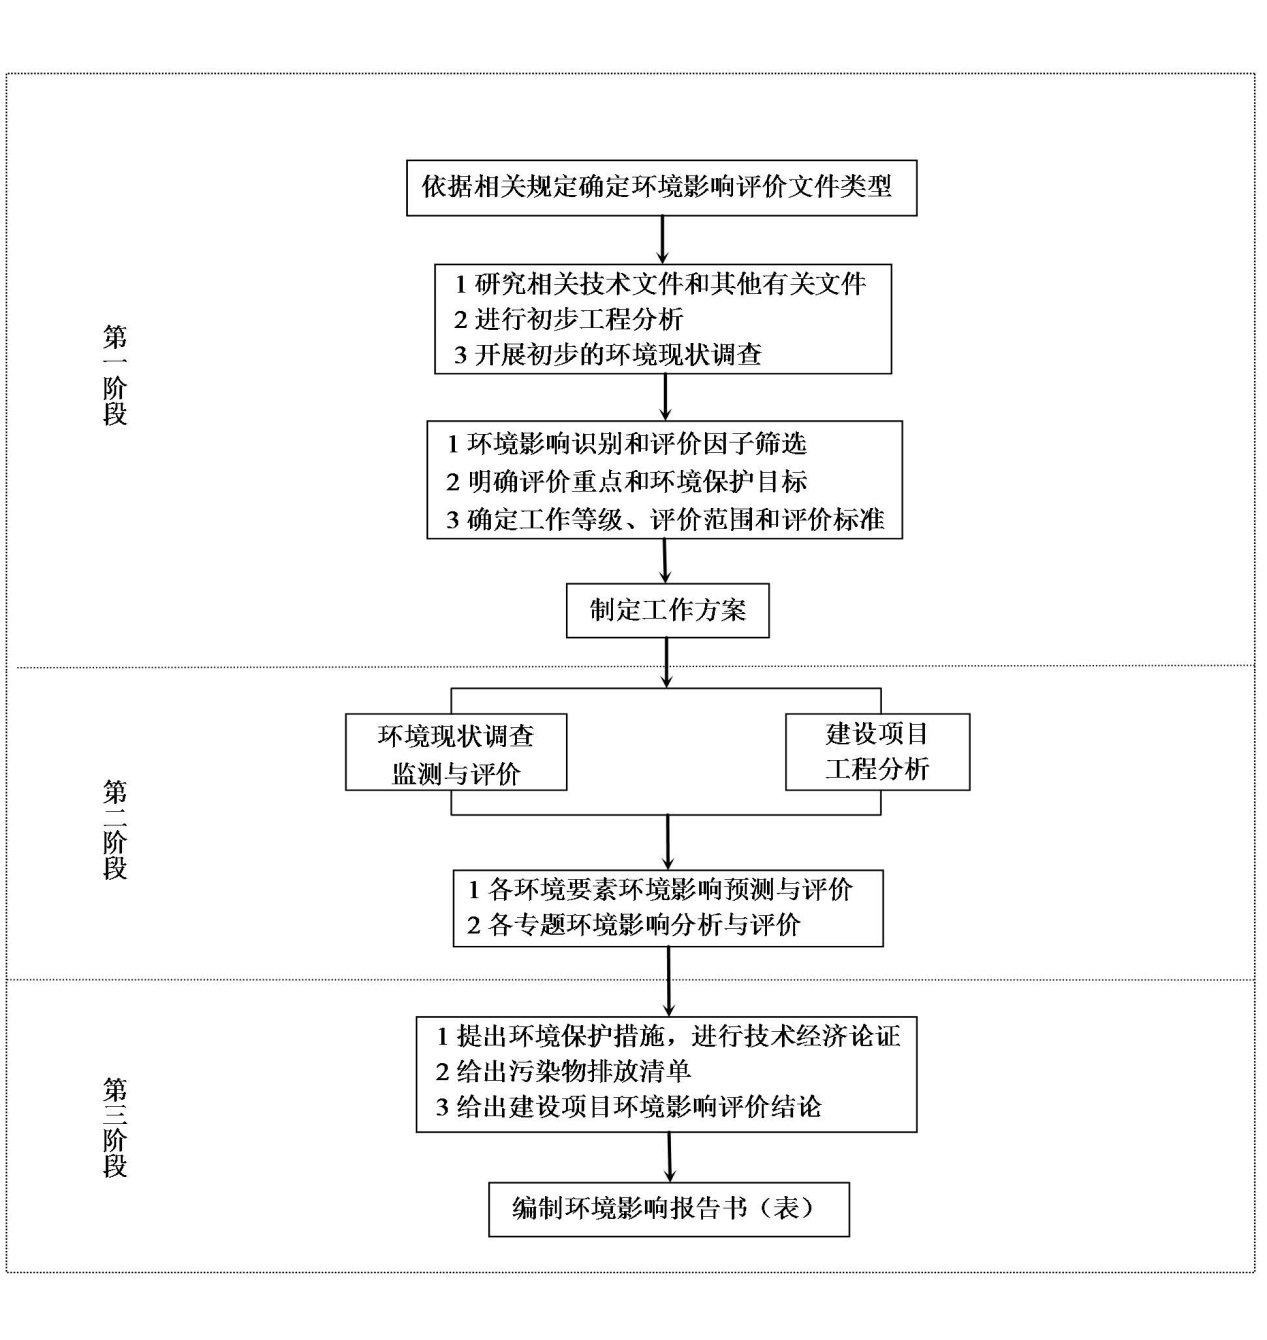 依据相关规定确定环境影响评价文件类型
1 研究相关技术文件和其他有关文件
2 进行初步工程分析
3 开展初步的环境现状调查
第一阶段
1 环境影响识别和评价因子筛选
2 明确评价重点和环境保护目标
3 确定工作等级、评价范围和评价标准
制定工作方案
环境现状调查
监测与评价
建设项目
工程分析
第二阶段
1 各环境要素环境影响预测与评价
2 各专题环境影响分析与评价
1 提出环境保护措施，进行技术经济论证
2 给出污染物排放清单
3 给出建设项目环境影响评价结论
第三阶段
编制环境影响报告书（表）